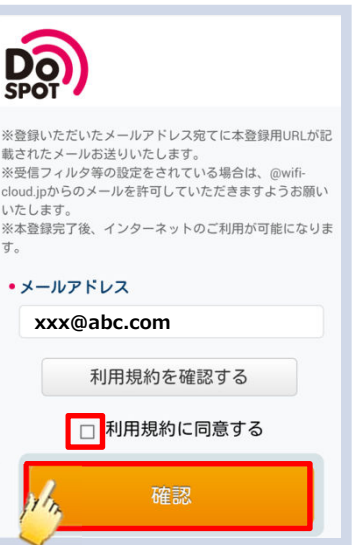 Do
SPOT
※登録いただいたメールアドレス宛てに本登録用URLが記
載されたメールお送りいたします。
※受信フィルタ等の設定をされている場合は、@wifi-
cloud.jpからのメールを許可していただきますようお願い
いたします。
※本登録完了後、インターネットのご利用が可能になりま
す。
•メールアドレス
xxx@abc.com
利用規約を確認する
□ 利用規約に同意する
確認